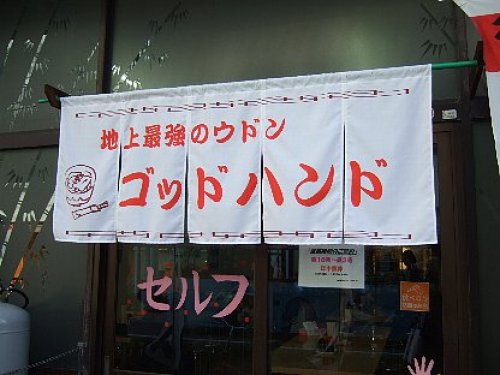 地上最強のウドン
ゴッドハンド
セルフ